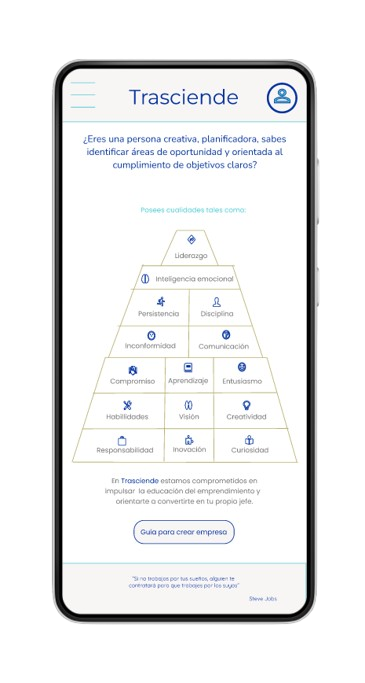 Trasciende
¿Eres una persona creativa, planificadora, sabes
identificar áreas de oportunidad y orientada al
cumplimiento de objetivos claros?
Posees cualidades tales como:
Liderazgo
Inteligencia emocional
Persistencia Disciplina
Inconformidad Comunicación
Compromiso Aprendizaje Entusiasmo
Habilidades Visión Creatividad
Responsabilidad Inovación Curiosidad
En Trasciende estamos comprometidos en
impulsar la educación del emprendimiento y
orientarte a convertirte en tu propio jefe.
Guía para crear empresa
"Si no trabajas por tus sueños, alguien te
contratará para que trabajes por los suyos"
Steve Jobs